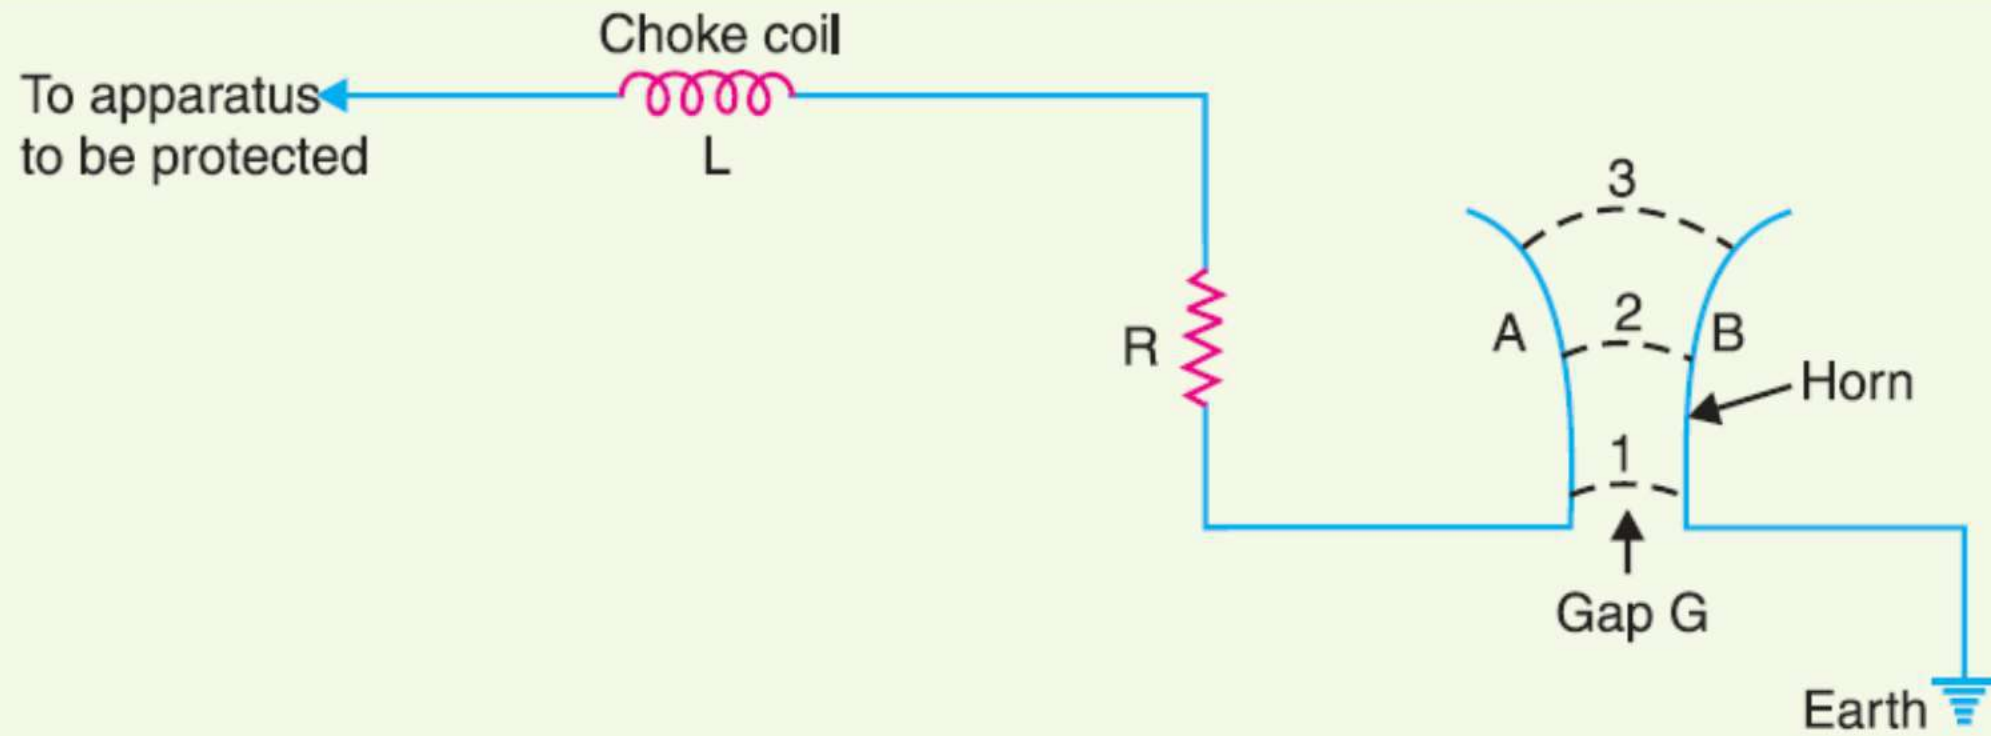 Choke coil
To apparatus
to be protected
L
3
2
A
B
R
Horn
1
Gap G
Earth